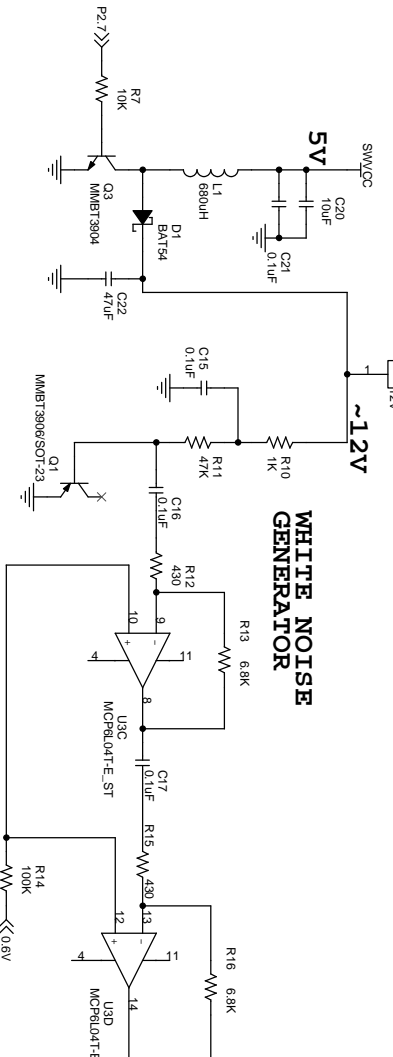 P2.7
R7
10K
Q3
MMBT3904
L1
680uH
5V
SWVCC
C20
10uF
C21
0.1uF
D1
BAT54
C22
47uF
1
~12V
C15
0.1uF
R10
1K
R11
47K
MMBT3906/SOT-23
Q1
C16
0.1uF
R12
430
WHITE NOISE
GENERATOR
R13
6.8K
10
9
+
-
4
11
8
U3C
MCP6L04T-E_ST
C17
0.1uF
R15
430
R14
100K
0.6V
12
13
+
-
4
11
14
U3D
R16
6.8K